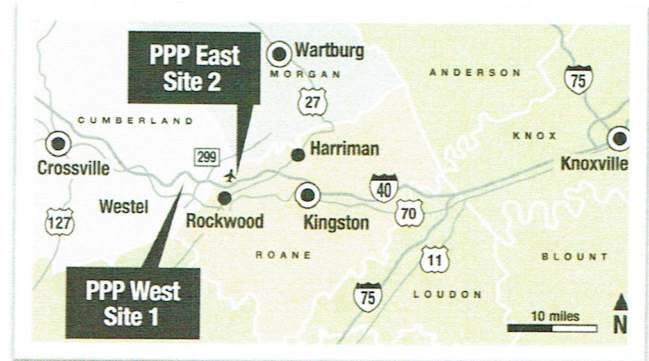 PPP East
Site 2
Wartburg
MORGAN
ANDERSON
75
27
CUMBERLAND
KNOX
299
Harriman
Crossville
Knoxville
40
Westel
Rockwood
Kingston
70
127
ROANE
11
BLOUNT
PPP West
Site 1
75
LOUDON
10 miles
N